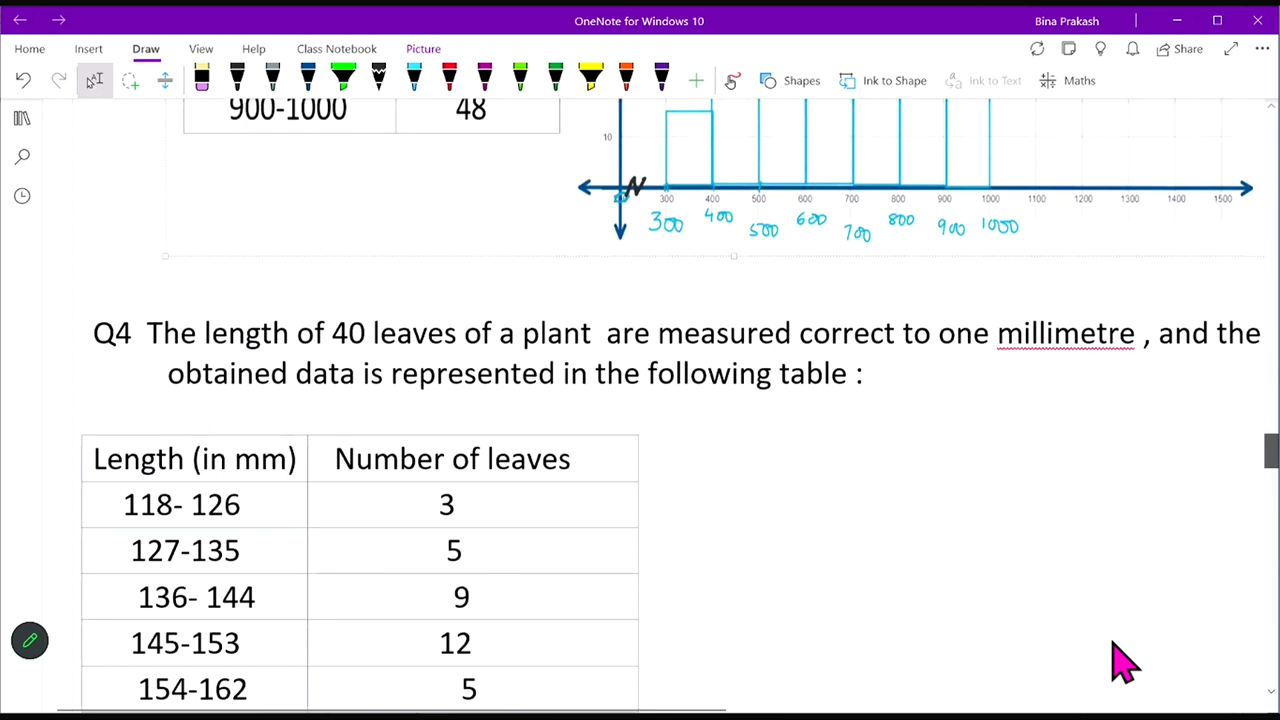 OneNote for Windows 10
Bina Prakash
Home Insert Draw View Help Class Notebook Picture
Share
Shapes Ink to Shape Ink to Text Maths
900-1000 48
10
300 400 500 600 700 800 900 1000 1100 1200 1300 1400 1500
300 400 500 600 700 800 900 1000
Q4 The length of 40 leaves of a plant are measured correct to one millimetre , and the
obtained data is represented in the following table :
Length (in mm) Number of leaves
118- 126 3
127-135 5
136- 144 9
145-153 12
154-162 5